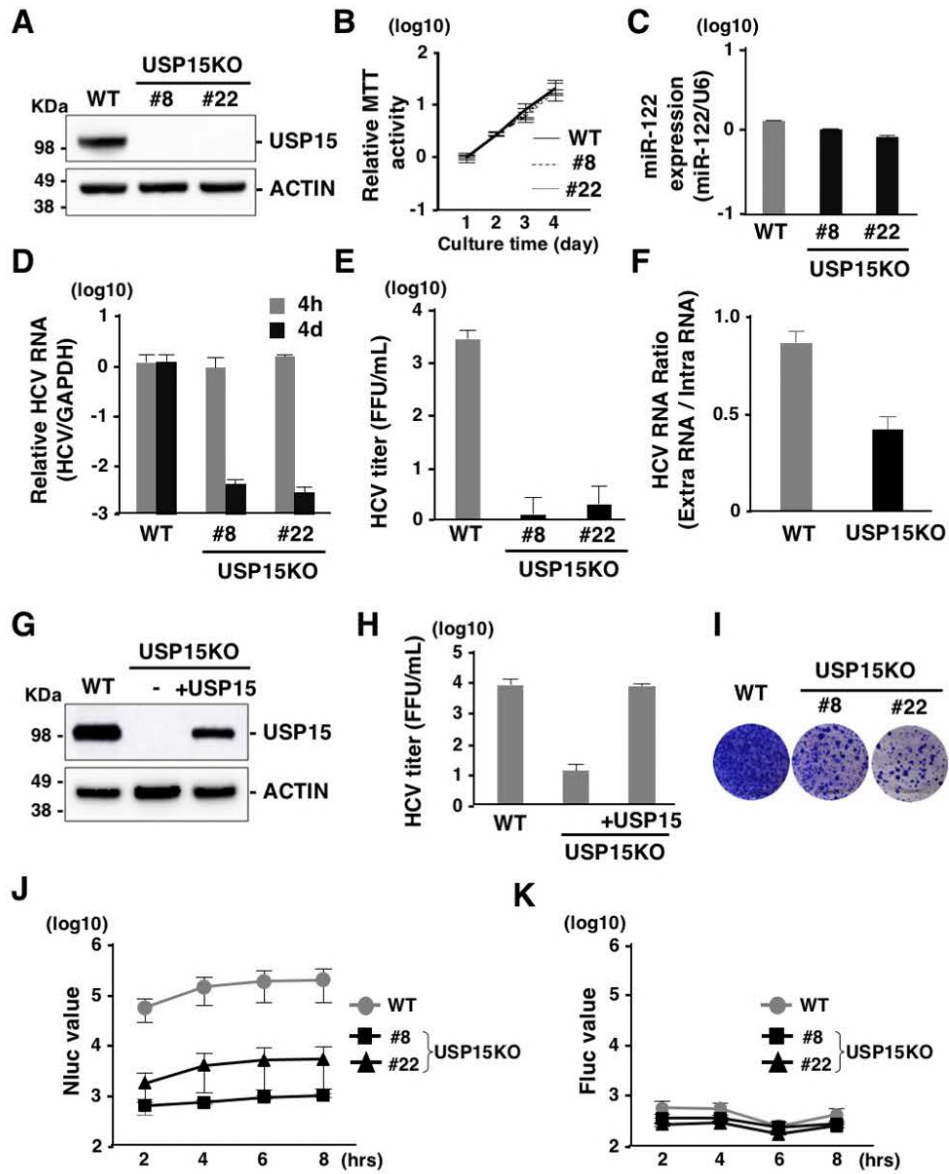 A
USP15KO
KDa WT #8 #22
98 - - USP15
49 - - ACTIN
38 -
B
(log10)
Relative MTT
activity
2
1
0
-1
WT
#8
#22
1 2 3 4
Culture time (day)
C
(log10)
miR-122
expression
(miR-122/U6)
1
0
-1
WT #8 #22
USP15KO
D
(log10)
Relative HCV RNA
(HCV/GAPDH)
4h
4d
1
0
-1
-2
-3
WT #8 #22
USP15KO
E
(log10)
HCV titer (FFU/mL)
4
3
2
1
0
WT #8 #22
USP15KO
F
HCV RNA Ratio
(Extra RNA / Intra RNA)
1.0
0.5
0
WT USP15KO
G
USP15KO
KDa WT - +USP15
98 - - USP15
49 - - ACTIN
38 -
H
(log10)
HCV titer (FFU/mL)
5
4
3
2
1
0
WT +USP15
USP15KO
I
USP15KO
WT #8 #22
J
(log10)
Nluc value
6
5
4
3
2
WT
#8
#22
USP15KO
2 4 6 8 (hrs)
K
(log10)
Fluc value
6
5
4
3
2
WT
#8
#22
USP15KO
2 4 6 8 (hrs)